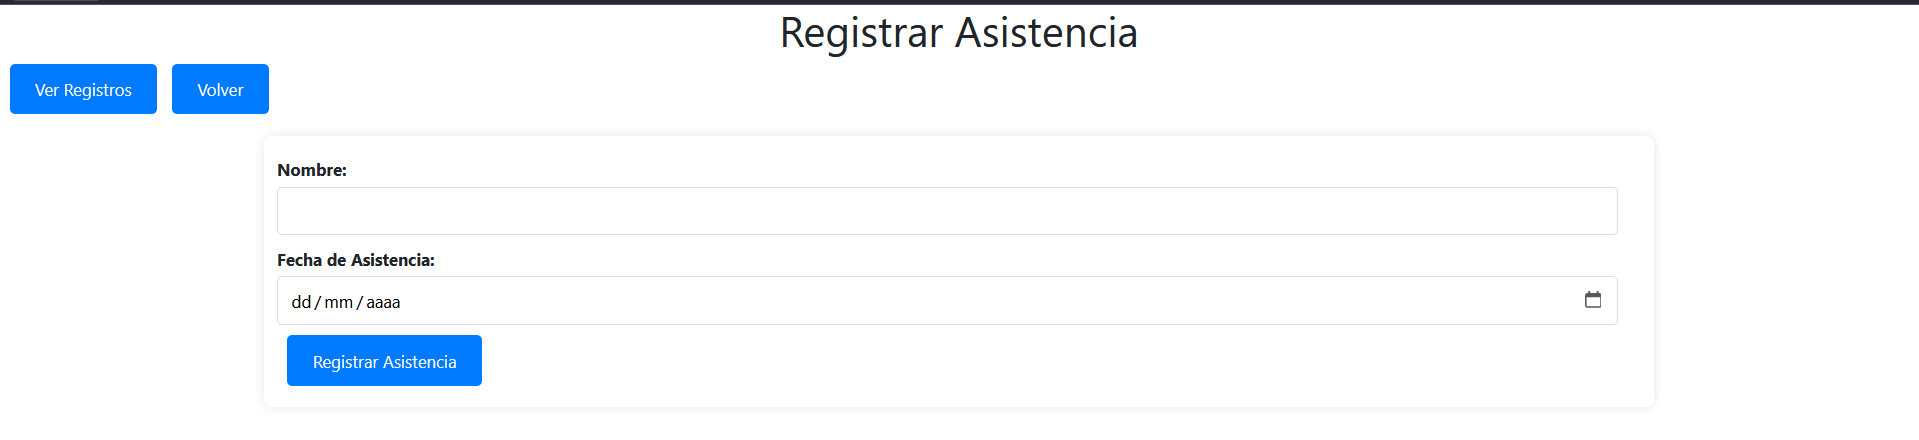 Registrar Asistencia
Ver Registros Volver
Nombre:
Fecha de Asistencia:
dd/mm/aaaa
Registrar Asistencia